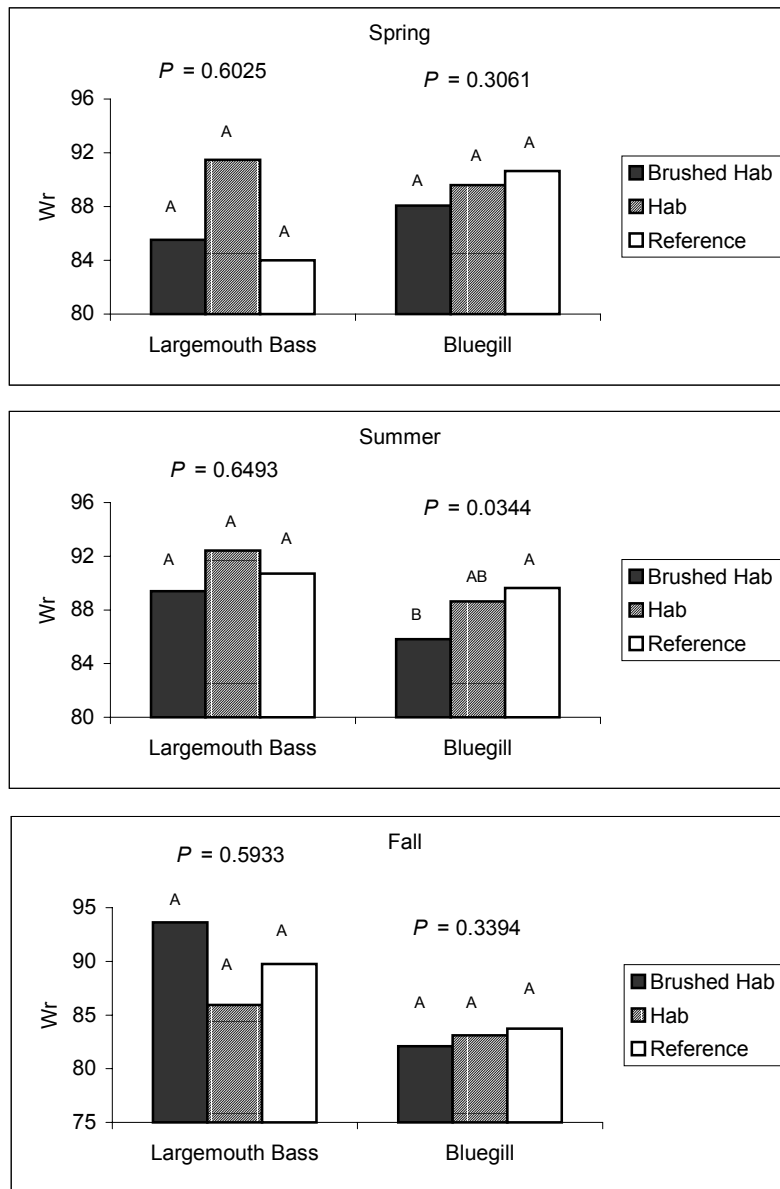 Spring
P = 0.6025
P = 0.3061
96
92
88
84
80
Wr
A
A
A
A
A
A
Largemouth Bass
Bluegill
Brushed Hab
Hab
Reference
Summer
P = 0.6493
P = 0.0344
96
92
88
84
80
Wr
A
A
A
B
AB
A
Largemouth Bass
Bluegill
Brushed Hab
Hab
Reference
Fall
P = 0.5933
P = 0.3394
95
90
85
80
75
Wr
A
A
A
A
A
A
Largemouth Bass
Bluegill
Brushed Hab
Hab
Reference